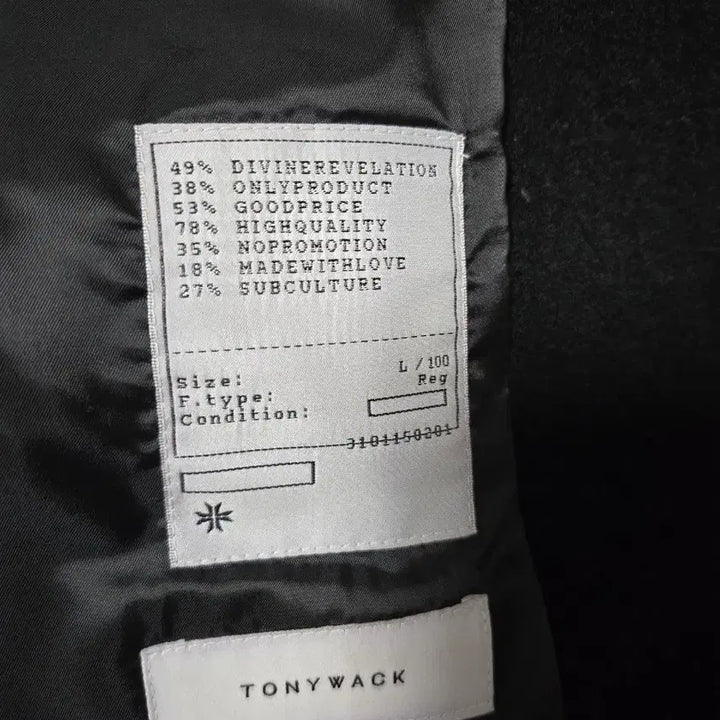 49% DIVINEREVELATION
38% ONLYPRODUCT
53% GOODPRICE
78% HIGHQUALITY
35% NOPROMOTION
18% MADEWITHLOVE
27% SUBCULTURE
Size: L / 100
F.type: Reg
Condition:
3101150201
TONYWACK